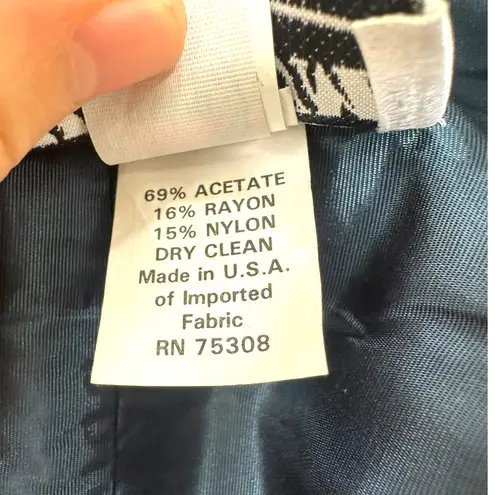 69% ACETATE
16% RAYON
15% NYLON
DRY CLEAN
Made in U.S.A.
of Imported
Fabric
RN 75308